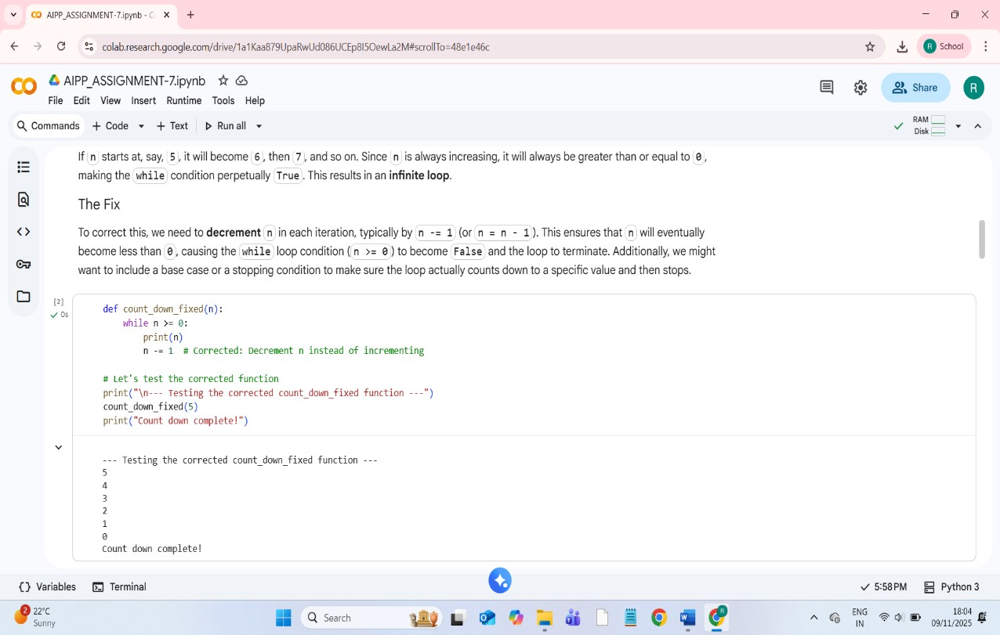 AIPP_ASSIGNMENT-7.ipynb - C
colab.research.google.com/drive/1a1Kaa879UpaRwUd086UCEp8I5OewLa2M#scrollTo=48e1e46c
School
AIPP_ASSIGNMENT-7.ipynb
File Edit View Insert Runtime Tools Help
Share
R
Commands + Code + Text Run all
RAM
Disk
If n starts at, say, 5, it will become 6, then 7, and so on. Since n is always increasing, it will always be greater than or equal to 0,
making the while condition perpetually True. This results in an infinite loop.
The Fix
To correct this, we need to decrement n in each iteration, typically by n -= 1 (or n = n - 1). This ensures that n will eventually
become less than 0, causing the while loop condition (n >= 0) to become False and the loop to terminate. Additionally, we might
want to include a base case or a stopping condition to make sure the loop actually counts down to a specific value and then stops.
[2]
0s
def count_down_fixed(n):
    while n >= 0:
        print(n)
        n -= 1  # Corrected: Decrement n instead of incrementing
# Let's test the corrected function
print("\n--- Testing the corrected count_down_fixed function ---")
count_down_fixed(5)
print("Count down complete!")
--- Testing the corrected count_down_fixed function ---
5
4
3
2
1
0
Count down complete!
{} Variables Terminal
5:58 PM Python 3
2
22°C
Sunny
Search
ENG
IN
18:04
09/11/2025